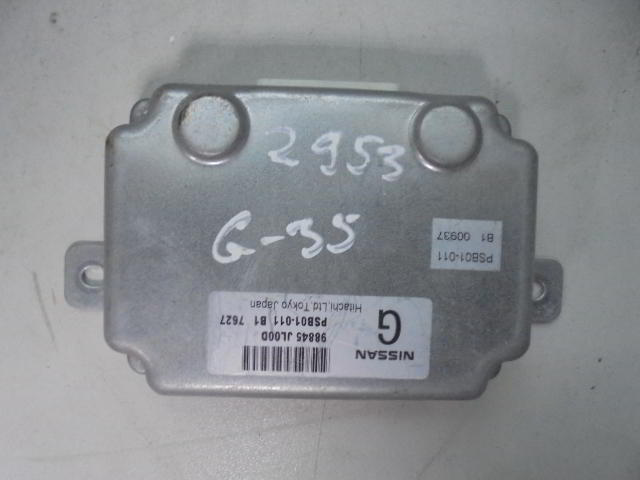 2953
G-35
PSB01-011
B1 00937
NISSAN
G
98845 JL00D
PSB01-011 B1 7627
Hitachi,Ltd,Tokyo Japan